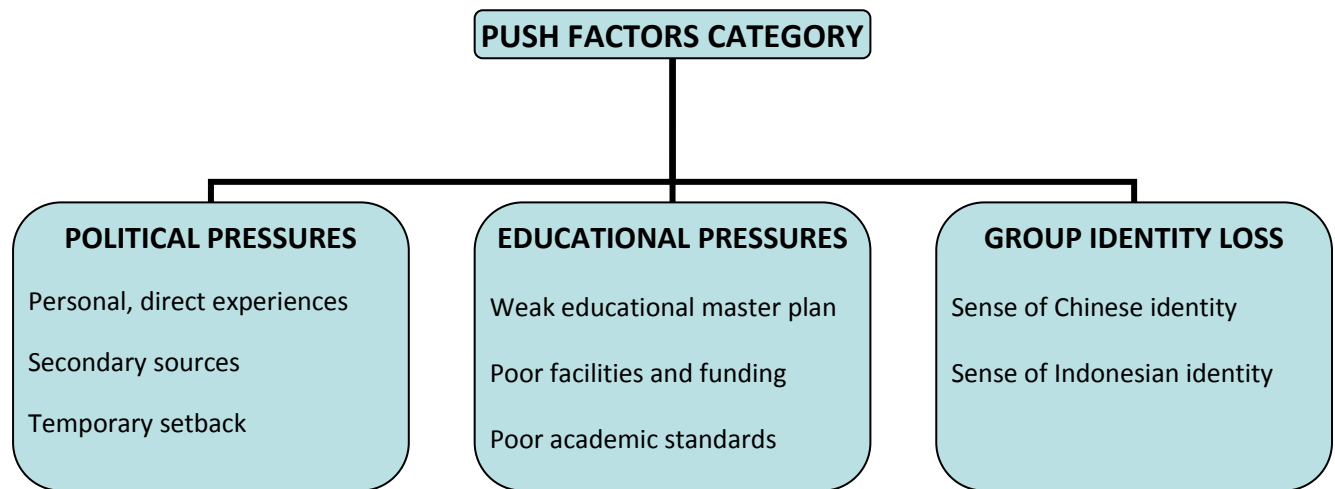 PUSH FACTORS CATEGORY
POLITICAL PRESSURES
Personal, direct experiences
Secondary sources
Temporary setback
EDUCATIONAL PRESSURES
Weak educational master plan
Poor facilities and funding
Poor academic standards
GROUP IDENTITY LOSS
Sense of Chinese identity
Sense of Indonesian identity